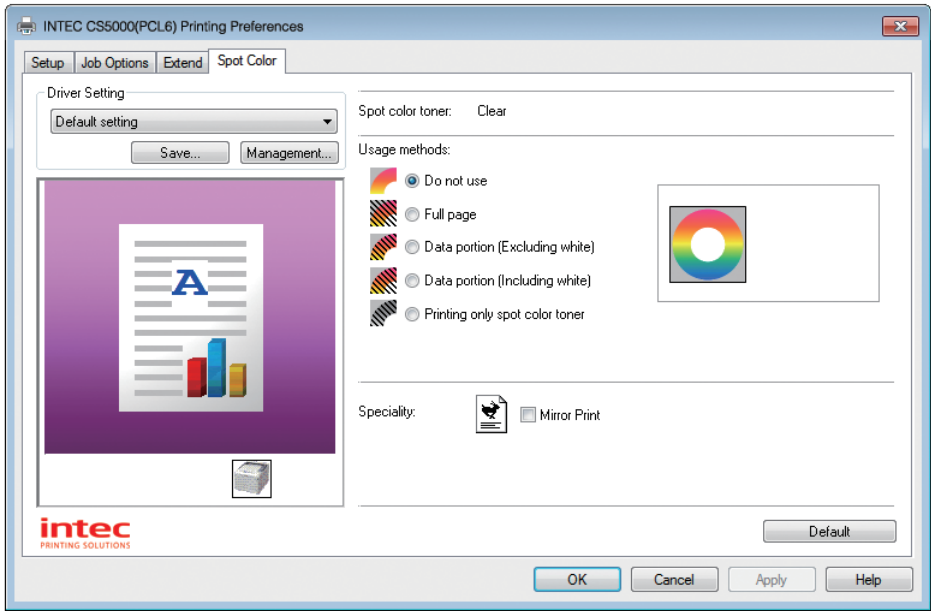 INTEC CS5000(PCL6) Printing Preferences
Setup Job Options Extend Spot Color
Driver Setting
Default setting
Save... Management...
A
intec
PRINTING SOLUTIONS
Spot color toner: Clear
Usage methods:
Do not use
Full page
Data portion (Excluding white)
Data portion (Including white)
Printing only spot color toner
Speciality: Mirror Print
Default
OK Cancel Apply Help